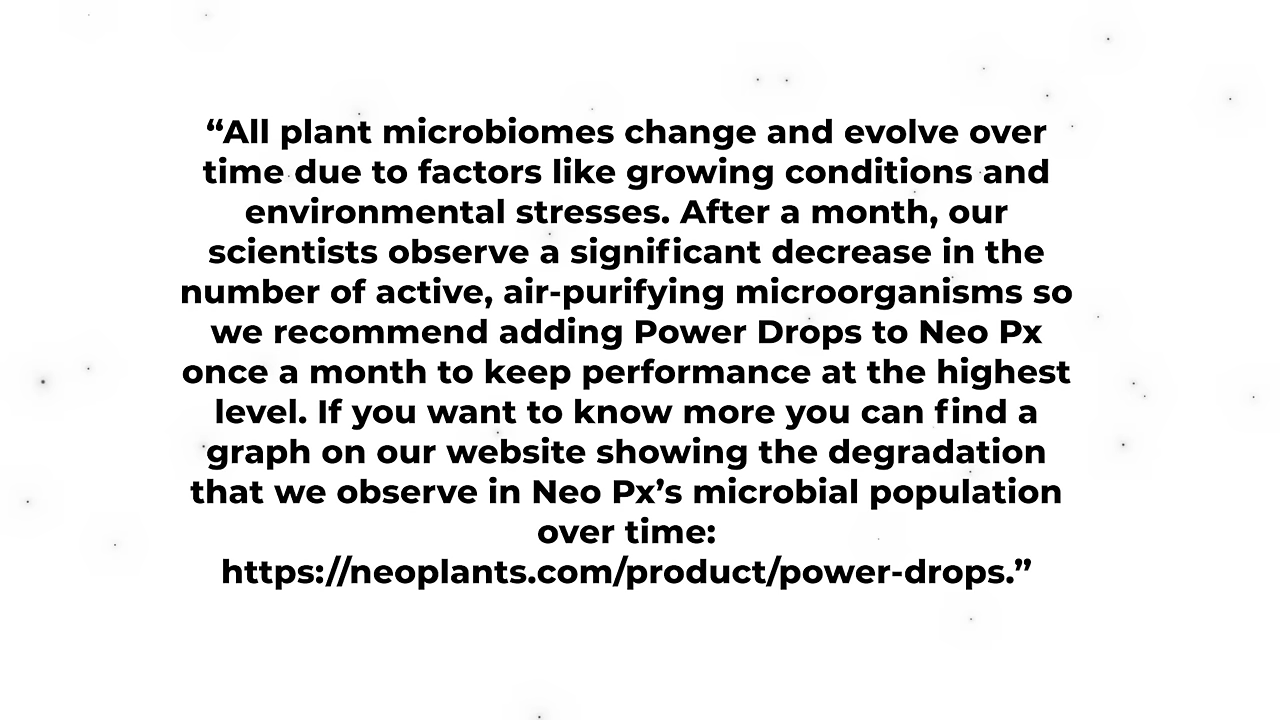 “All plant microbiomes change and evolve over
time due to factors like growing conditions and
environmental stresses. After a month, our
scientists observe a significant decrease in the
number of active, air-purifying microorganisms so
we recommend adding Power Drops to Neo Px
once a month to keep performance at the highest
level. If you want to know more you can find a
graph on our website showing the degradation
that we observe in Neo Px’s microbial population
over time:
https://neoplants.com/product/power-drops.”